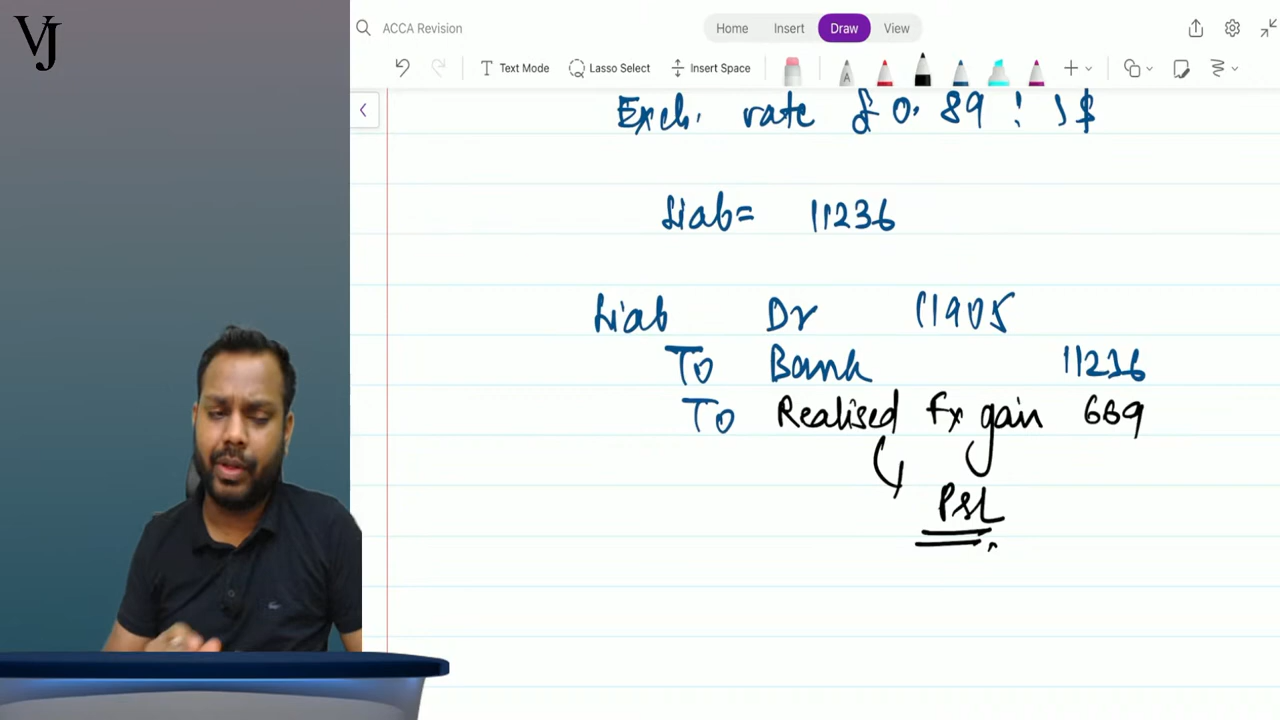 VJ
ACCA Revision
Home Insert Draw View
Text Mode Lasso Select Insert Space
Exch. rate £ 0.89 : 1$
Liab = 11236
Liab Dr 11905
To Bank 11236
To Realised fx gain 669
P&L